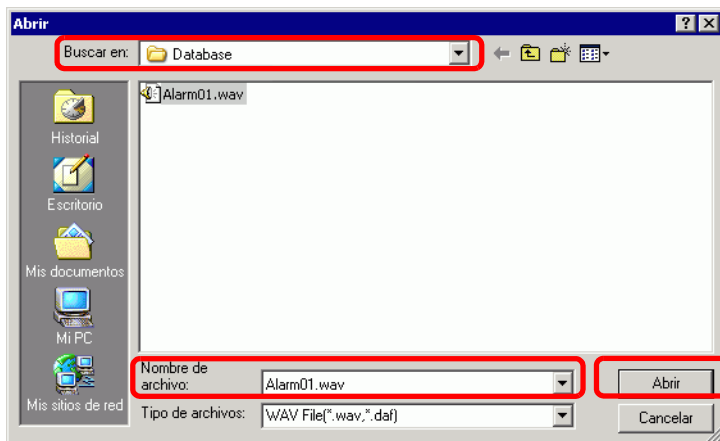 Abrir
Buscar en: Database
Alarm01.wav
Historial
Escritorio
Mis documentos
Mi PC
Mis sitios de red
Nombre de
archivo: Alarm01.wav
Abrir
Tipo de archivos: WAV File(*.wav,*.daf)
Cancelar